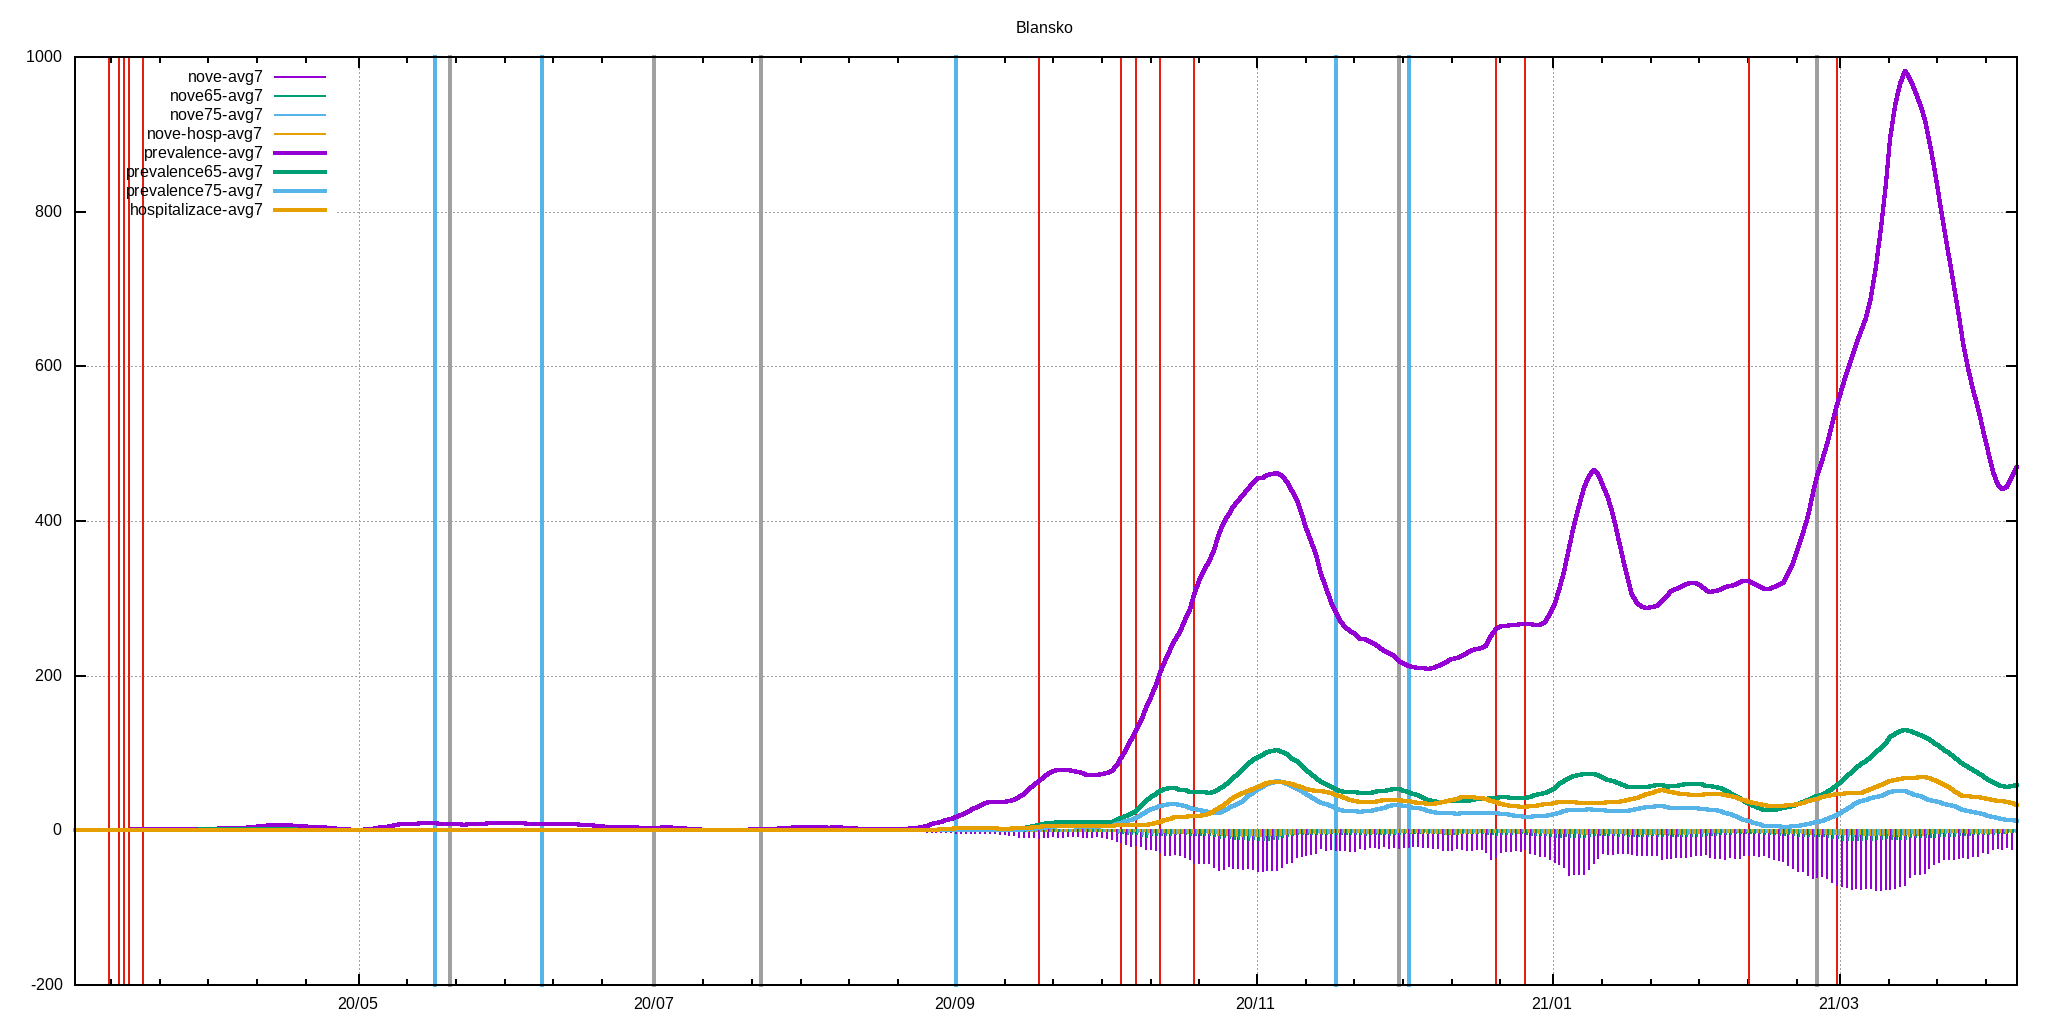 Blansko
1000
800
600
400
200
0
-200
nove-avg7
nove65-avg7
nove75-avg7
nove-hosp-avg7
prevalence-avg7
prevalence65-avg7
prevalence75-avg7
hospitalizace-avg7
20/05 20/07 20/09 20/11 21/01 21/03